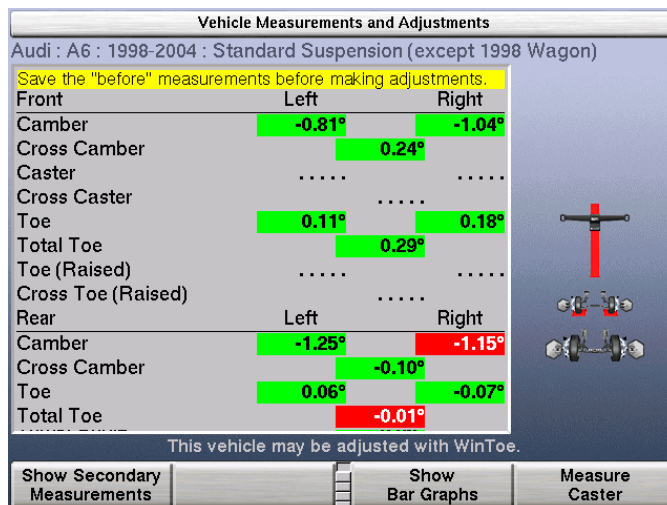 Vehicle Measurements and Adjustments
Audi : A6 : 1998-2004 : Standard Suspension (except 1998 Wagon)
Save the "before" measurements before making adjustments.
Front Left Right
Camber -0.81° -1.04°
Cross Camber 0.24°
Caster ..... .....
Cross Caster .....
Toe 0.11° 0.18°
Total Toe 0.29°
Toe (Raised) ..... .....
Cross Toe (Raised) .....
Rear Left Right
Camber -1.25° -1.15°
Cross Camber -0.10°
Toe 0.06° -0.07°
Total Toe -0.01°
This vehicle may be adjusted with WinToe.
Show Secondary Measurements
Show Bar Graphs
Measure Caster